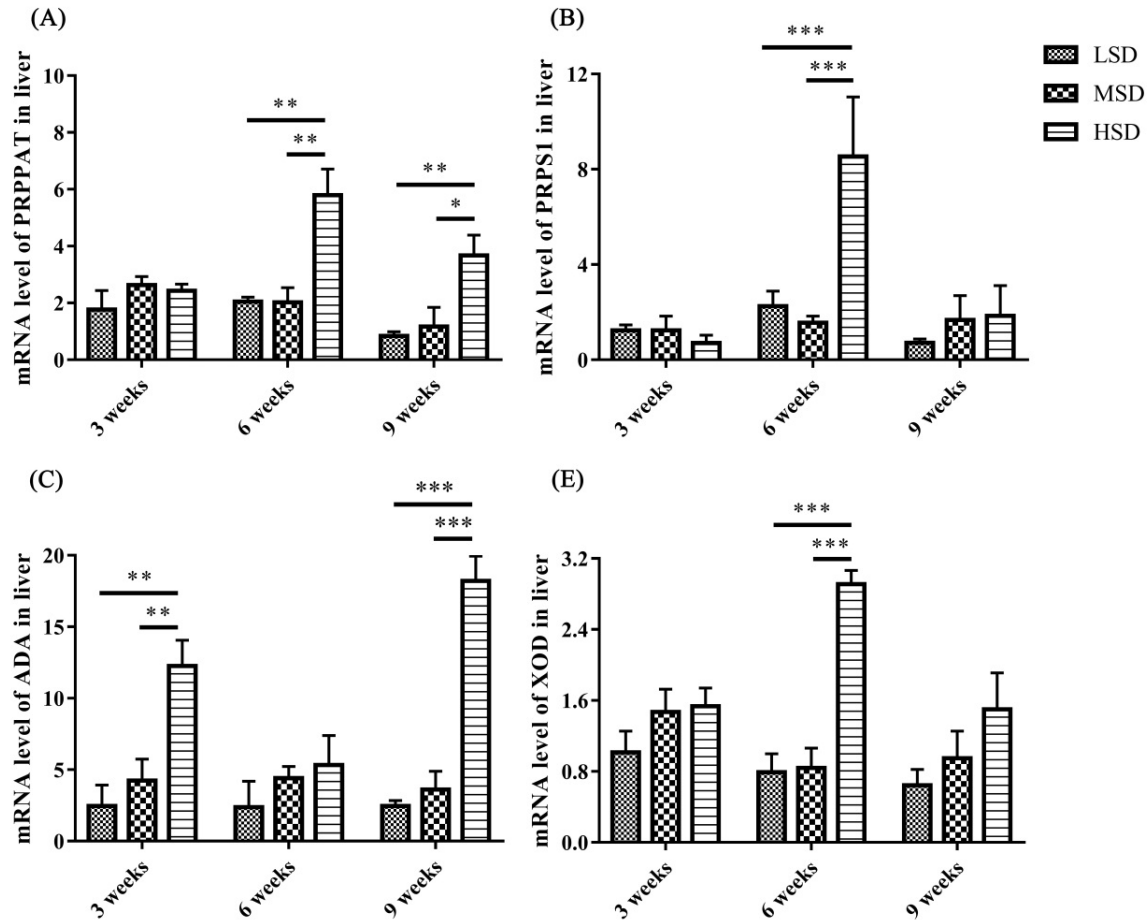 (A)
mRNA level of PRPPAT in liver
10
8
6
4
2
0
**
**
**
*
3 weeks
6 weeks
9 weeks
(B)
mRNA level of PRPS1 in liver
12
8
4
0
***
***
3 weeks
6 weeks
9 weeks
LSD
MSD
HSD
(C)
mRNA level of ADA in liver
20
15
10
5
0
**
**
***
***
3 weeks
6 weeks
9 weeks
(E)
mRNA level of XOD in liver
3.2
2.4
1.6
0.8
0.0
***
***
3 weeks
6 weeks
9 weeks